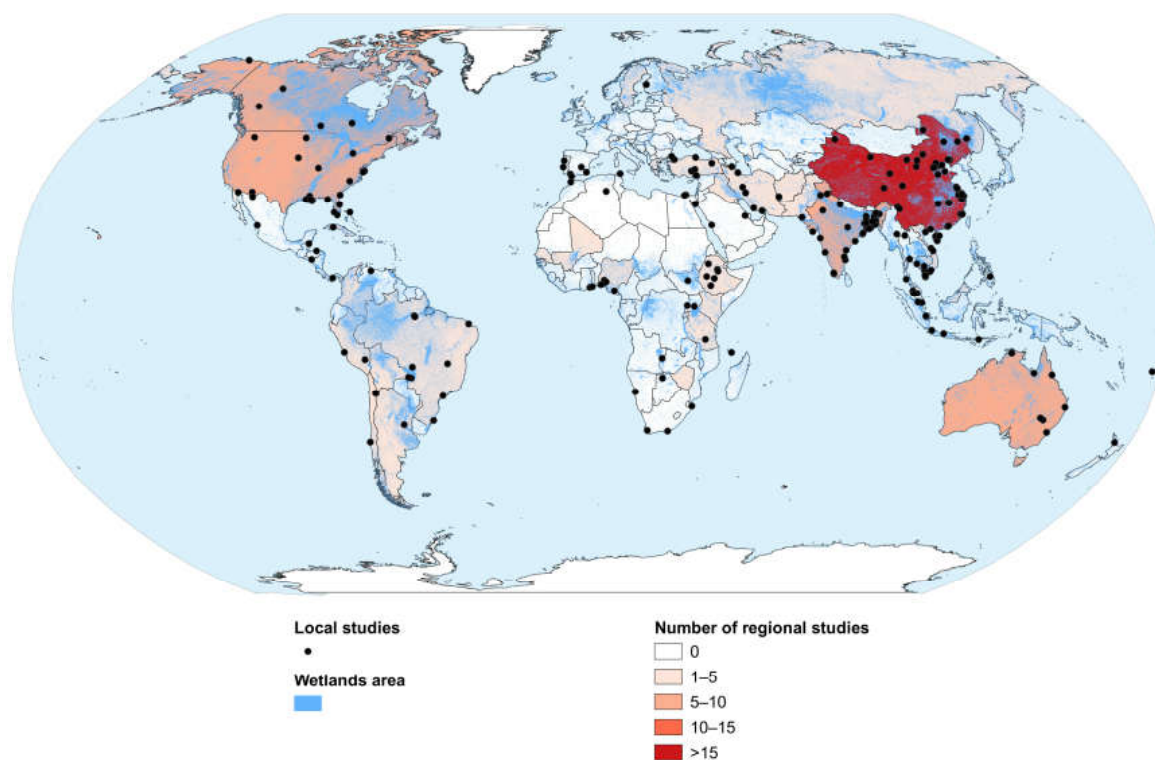 Local studies
Wetlands area
Number of regional studies
0
1–5
5–10
10–15
>15